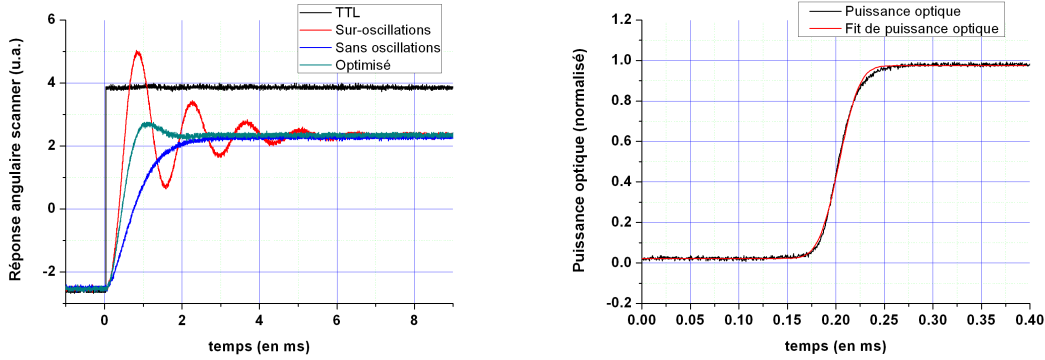 TTL
Sur-oscillations
Sans oscillations
Optimisé
Réponse angulaire scanner (u.a.)
6
4
2
0
-2
0 2 4 6 8
temps (en ms)
Puissance optique
Fit de puissance optique
Puissance optique (normalisé)
1.2
1.0
0.8
0.6
0.4
0.2
0.0
-0.2
0.00 0.05 0.10 0.15 0.20 0.25 0.30 0.35 0.40
temps (en ms)